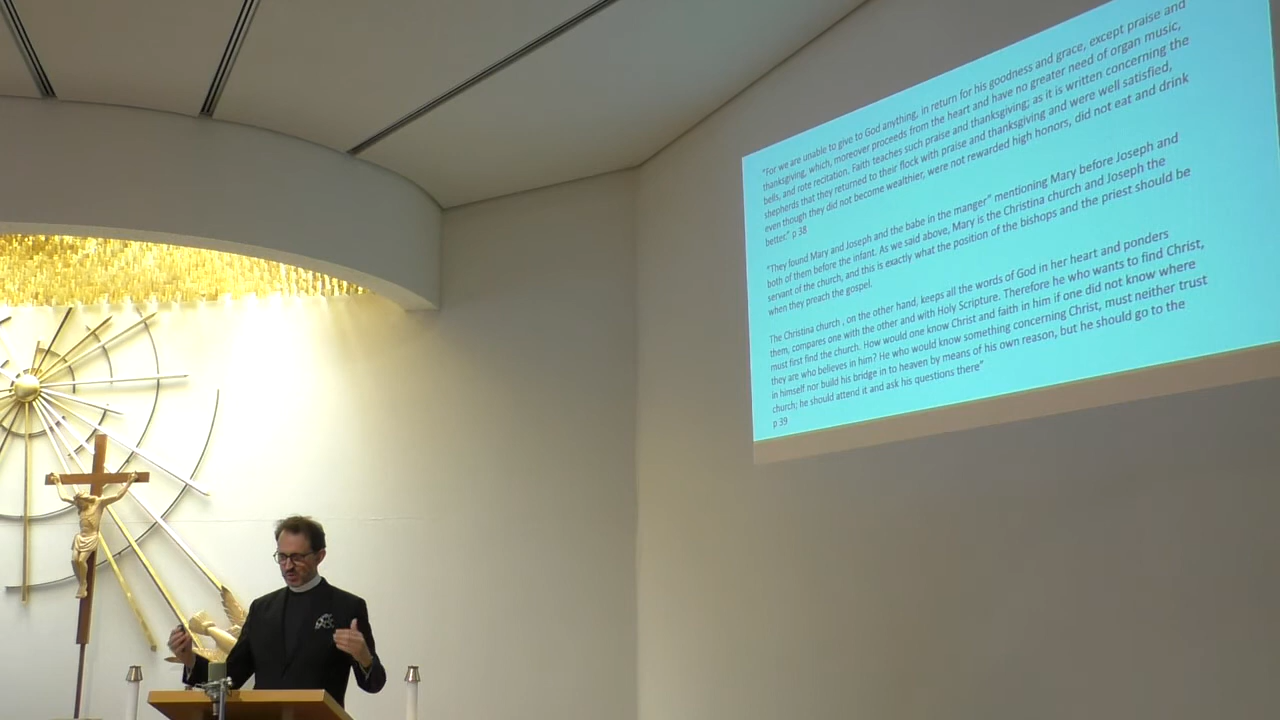 "For we are unable to give to God anything, in return for his goodness and grace, except praise and
thanksgiving, which, moreover proceeds from the heart and have no greater need of organ music,
bells, and rote recitation. Faith teaches such praise and thanksgiving; as it is written concerning the
shepherds that they returned to their flock with praise and thanksgiving and were well satisfied,
even though they did not become wealthier, were not rewarded high honors, did not eat and drink
better." p 38
"They found Mary and Joseph and the babe in the manger" mentioning Mary before Joseph and
both of them before the infant. As we said above, Mary is the Christina church and Joseph the
servant of the church, and this is exactly what the position of the bishops and the priest should be
when they preach the gospel.
The Christina church , on the other hand, keeps all the words of God in her heart and ponders
them, compares one with the other and with Holy Scripture. Therefore he who wants to find Christ,
must first find the church. How would one know Christ and faith in him if one did not know where
they are who believes in him? He who would know something concerning Christ, must neither trust
in himself nor build his bridge in to heaven by means of his own reason, but he should go to the
church; he should attend it and ask his questions there"
p 39